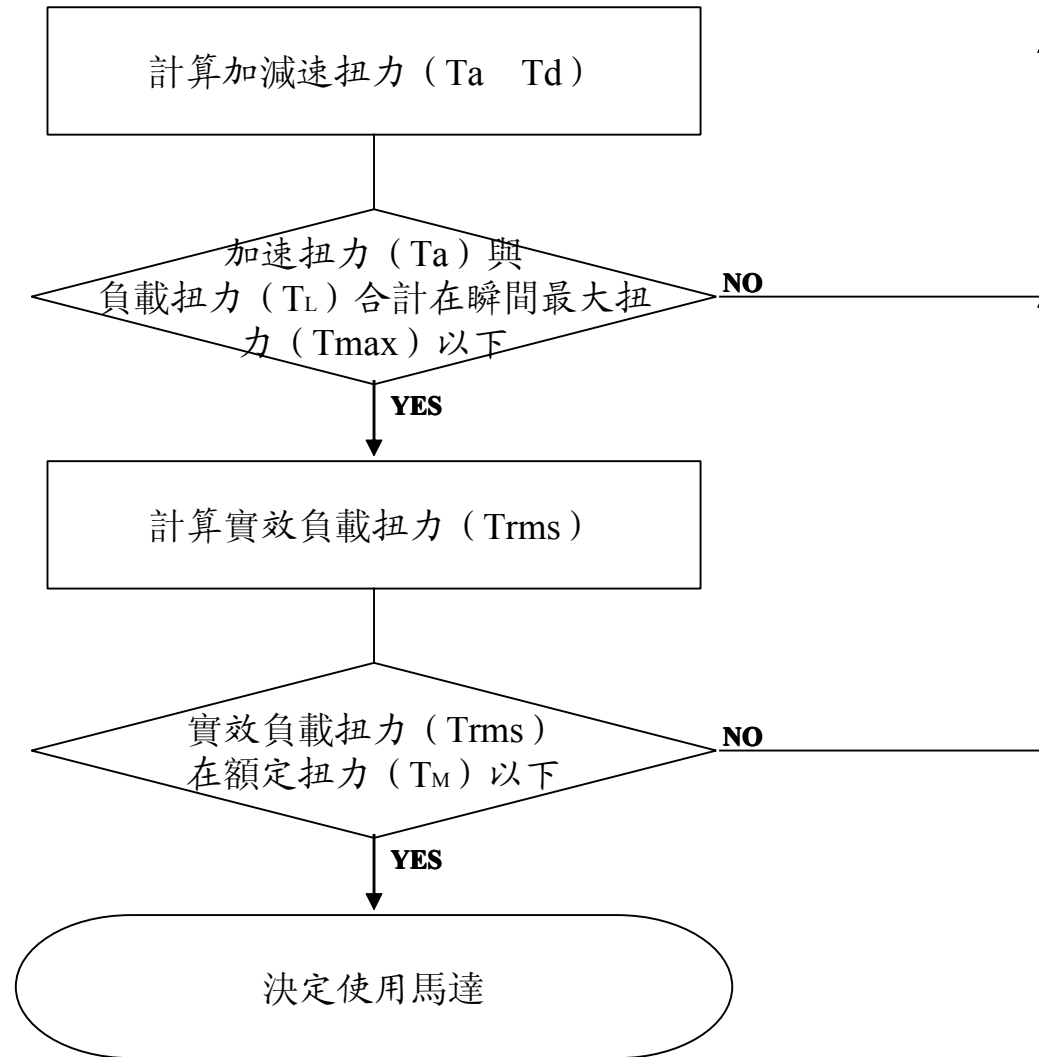 計算加減速扭力（Ta　Td）
加速扭力（Ta）與
負載扭力（TL）合計在瞬間最大扭
力（Tmax）以下
NO
YES
計算實效負載扭力（Trms）
實效負載扭力（Trms）
在額定扭力（TM）以下
NO
YES
決定使用馬達